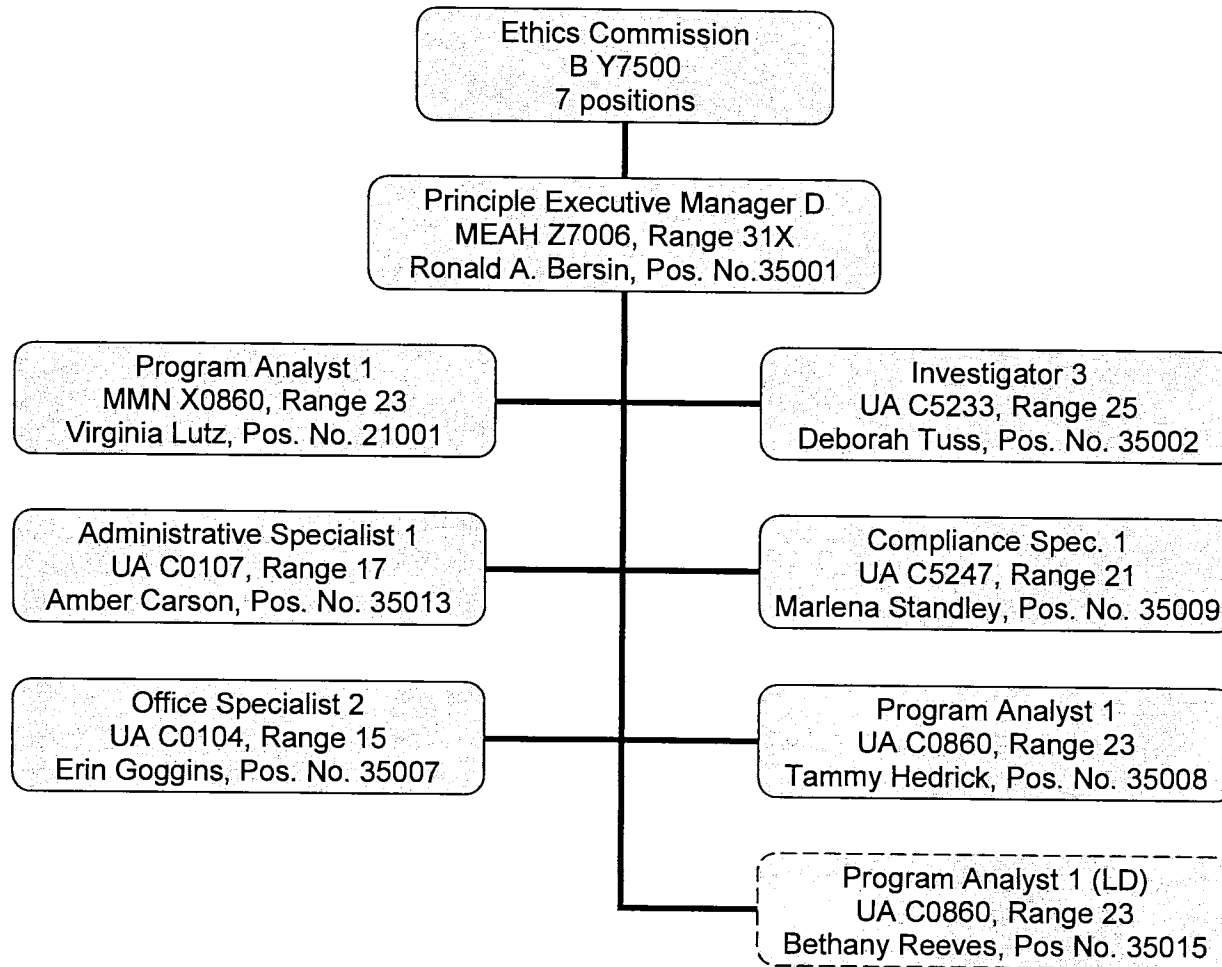 Ethics Commission
B Y7500
7 positions
Principle Executive Manager D
MEAH Z7006, Range 31X
Ronald A. Bersin, Pos. No.35001
Program Analyst 1
MMN X0860, Range 23
Virginia Lutz, Pos. No. 21001
Investigator 3
UA C5233, Range 25
Deborah Tuss, Pos. No. 35002
Administrative Specialist 1
UA C0107, Range 17
Amber Carson, Pos. No. 35013
Compliance Spec. 1
UA C5247, Range 21
Marlena Standley, Pos. No. 35009
Office Specialist 2
UA C0104, Range 15
Erin Goggins, Pos. No. 35007
Program Analyst 1
UA C0860, Range 23
Tammy Hedrick, Pos. No. 35008
Program Analyst 1 (LD)
UA C0860, Range 23
Bethany Reeves, Pos No. 35015